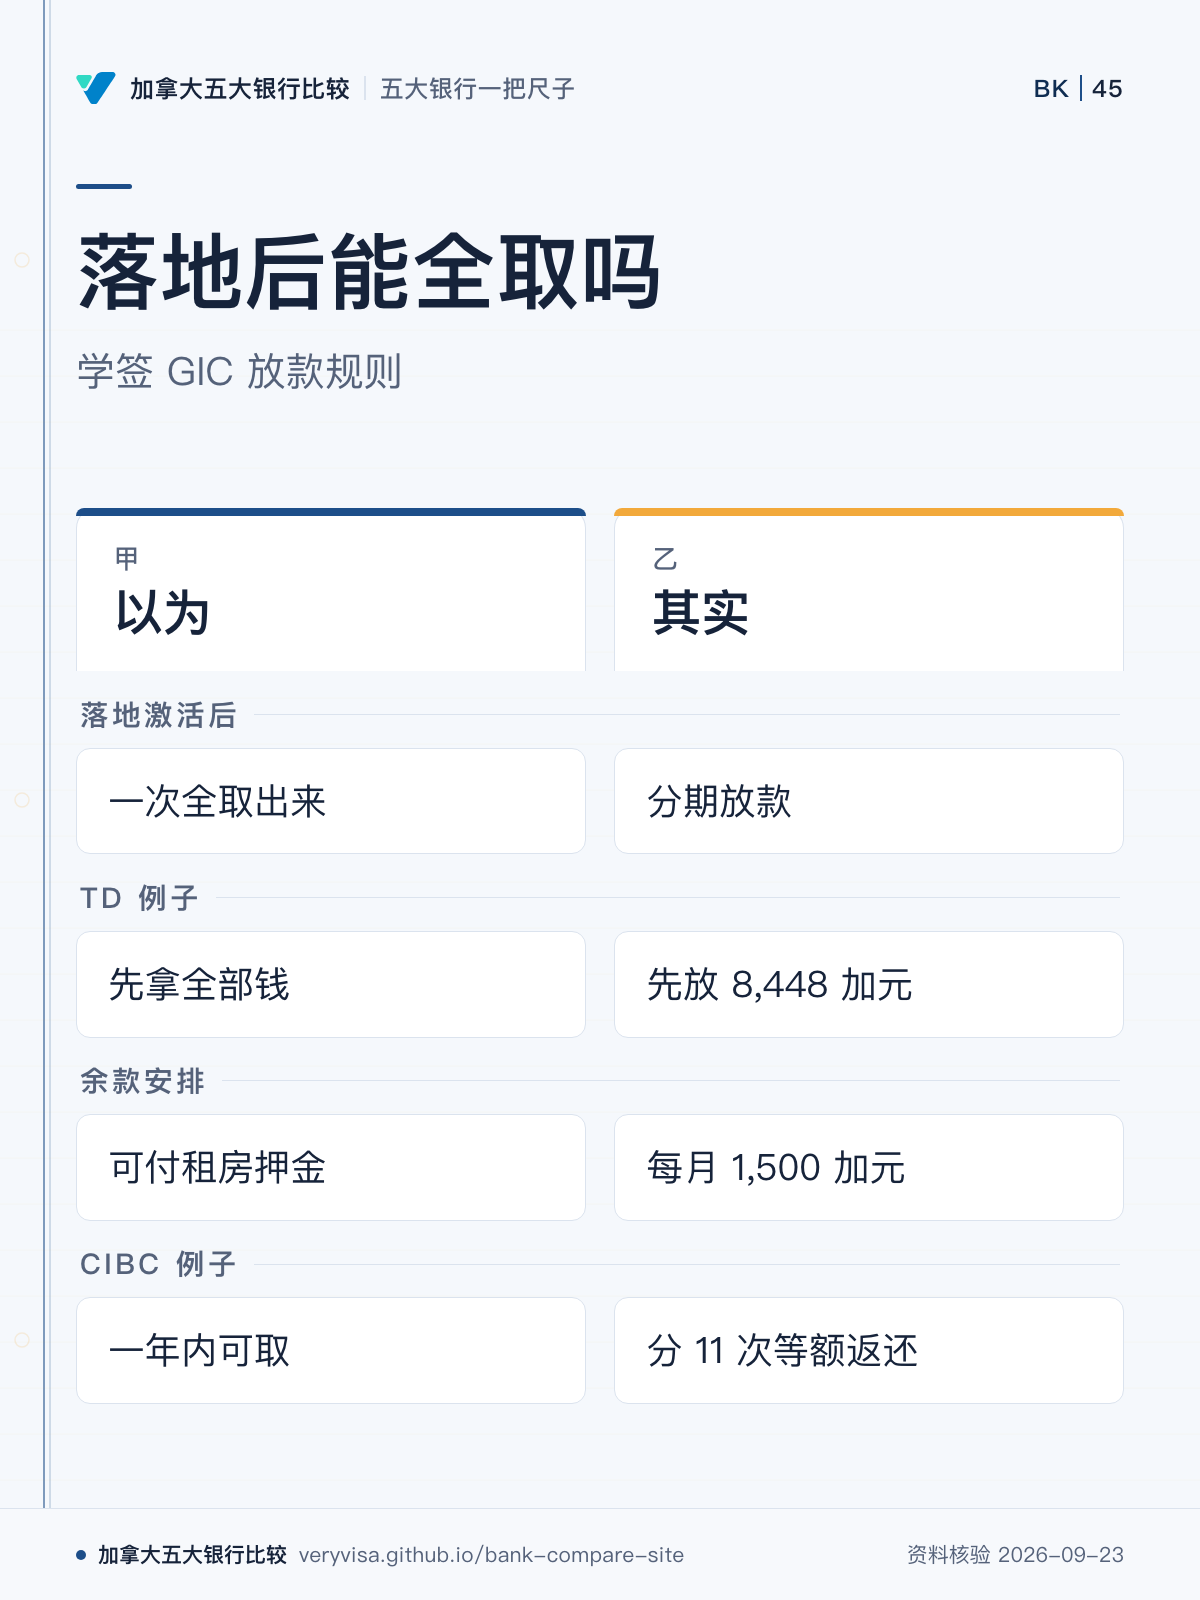 加拿大五大银行比较 五大银行一把尺子 BK 45
落地后能全取吗
学签 GIC 放款规则
甲 乙
以为 其实
落地激活后
一次全取出来 分期放款
TD 例子
先拿全部钱 先放 8,448 加元
余款安排
可付租房押金 每月 1,500 加元
CIBC 例子
一年内可取 分 11 次等额返还
加拿大五大银行比较 veryvisa.github.io/bank-compare-site 资料核验 2026-09-23